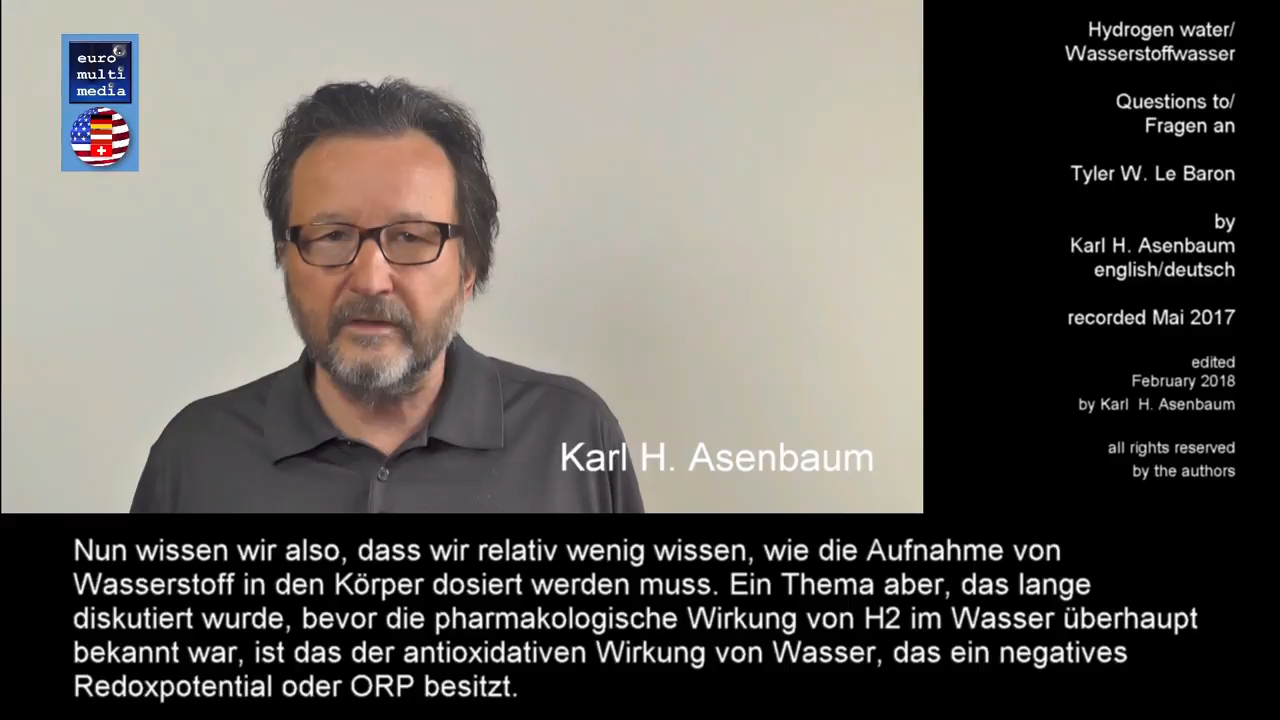 euro
multi
media
Karl H. Asenbaum
Hydrogen water/
Wasserstoffwasser
Questions to/
Fragen an
Tyler W. Le Baron
by
Karl H. Asenbaum
english/deutsch
recorded Mai 2017
edited
February 2018
by Karl H. Asenbaum
all rights reserved
by the authors
Nun wissen wir also, dass wir relativ wenig wissen, wie die Aufnahme von
Wasserstoff in den Körper dosiert werden muss. Ein Thema aber, das lange
diskutiert wurde, bevor die pharmakologische Wirkung von H2 im Wasser überhaupt
bekannt war, ist das der antioxidativen Wirkung von Wasser, das ein negatives
Redoxpotential oder ORP besitzt.